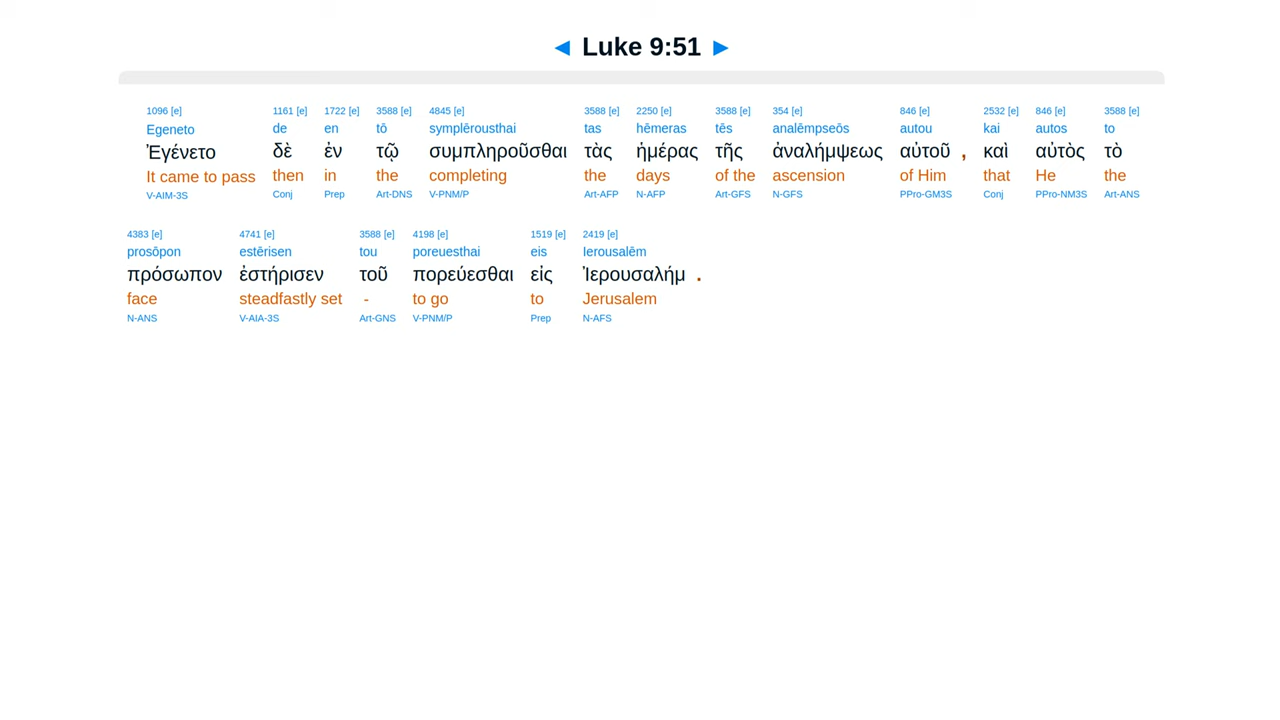 ◄ Luke 9:51 ►
1096 [e] 1161 [e] 1722 [e] 3588 [e] 4845 [e] 3588 [e] 2250 [e] 3588 [e] 354 [e] 846 [e] 2532 [e] 846 [e] 3588 [e]
Egeneto de en tō symplērousthai tas hēmeras tēs analēmpseōs autou kai autos to
Ἐγένετο δὲ ἐν τῷ συμπληροῦσθαι τὰς ἡμέρας τῆς ἀναλήμψεως αὐτοῦ , καὶ αὐτὸς τὸ
It came to pass then in the completing the days of the ascension of Him that He the
V-AIM-3S Conj Prep Art-DNS V-PNM/P Art-AFP N-AFP Art-GFS N-GFS PPro-GM3S Conj PPro-NM3S Art-ANS
4383 [e] 4741 [e] 3588 [e] 4198 [e] 1519 [e] 2419 [e]
prosōpon estērisen tou poreuesthai eis Ierousalēm
πρόσωπον ἐστήρισεν τοῦ πορεύεσθαι εἰς Ἰερουσαλήμ .
face steadfastly set - to go to Jerusalem
N-ANS V-AIA-3S Art-GNS V-PNM/P Prep N-AFS